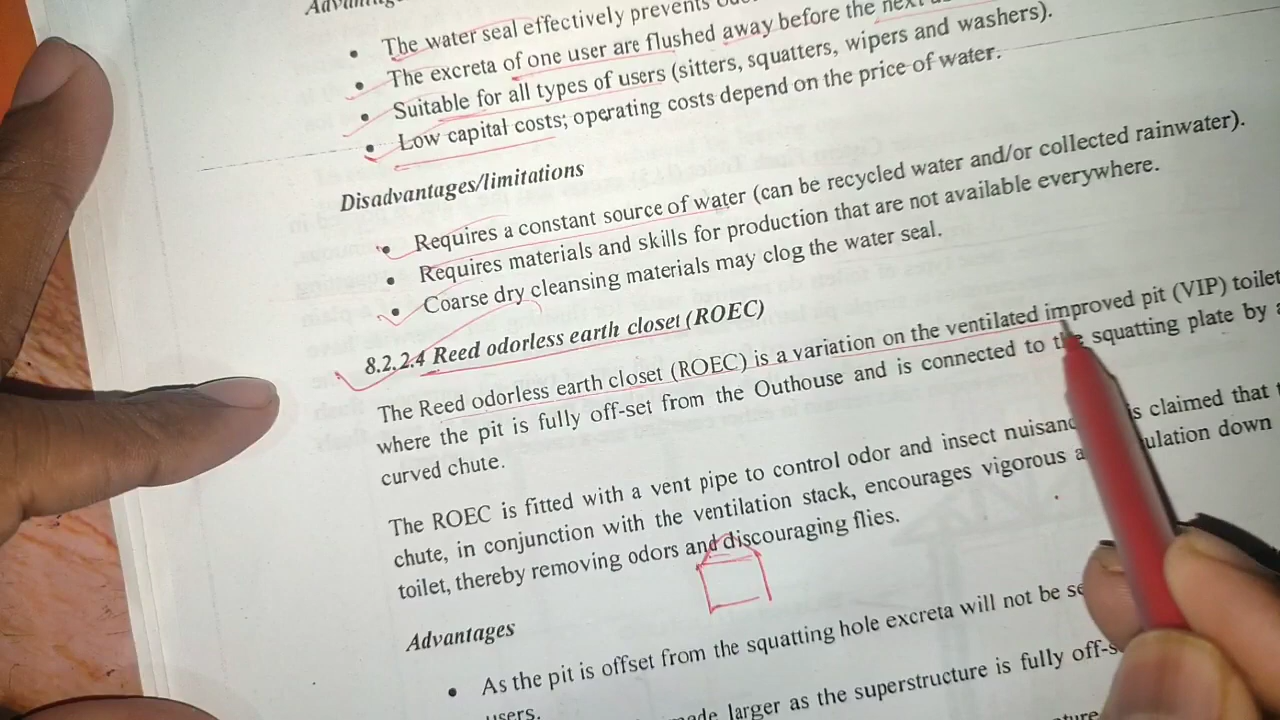 The water seal effectively prevents
• The excreta of one user are flushed away before the next
• Suitable for all types of users (sitters, squatters, wipers and washers).
• Low capital costs; operating costs depend on the price of water.
Disadvantages/limitations
• Requires a constant source of water (can be recycled water and/or collected rainwater).
• Requires materials and skills for production that are not available everywhere.
• Coarse dry cleansing materials may clog the water seal.
8.2.2.4 Reed odorless earth closet (ROEC)
The Reed odorless earth closet (ROEC) is a variation on the ventilated improved pit (VIP) toilet
where the pit is fully off-set from the Outhouse and is connected to the squatting plate by a
curved chute.
The ROEC is fitted with a vent pipe to control odor and insect is claimed that
chute, in conjunction with the ventilation stack, encourages vigorous down
toilet, thereby removing odors and discouraging flies.
Advantages
• As the pit is offset from the squatting hole excreta will not be
users.
larger as the superstructure is fully